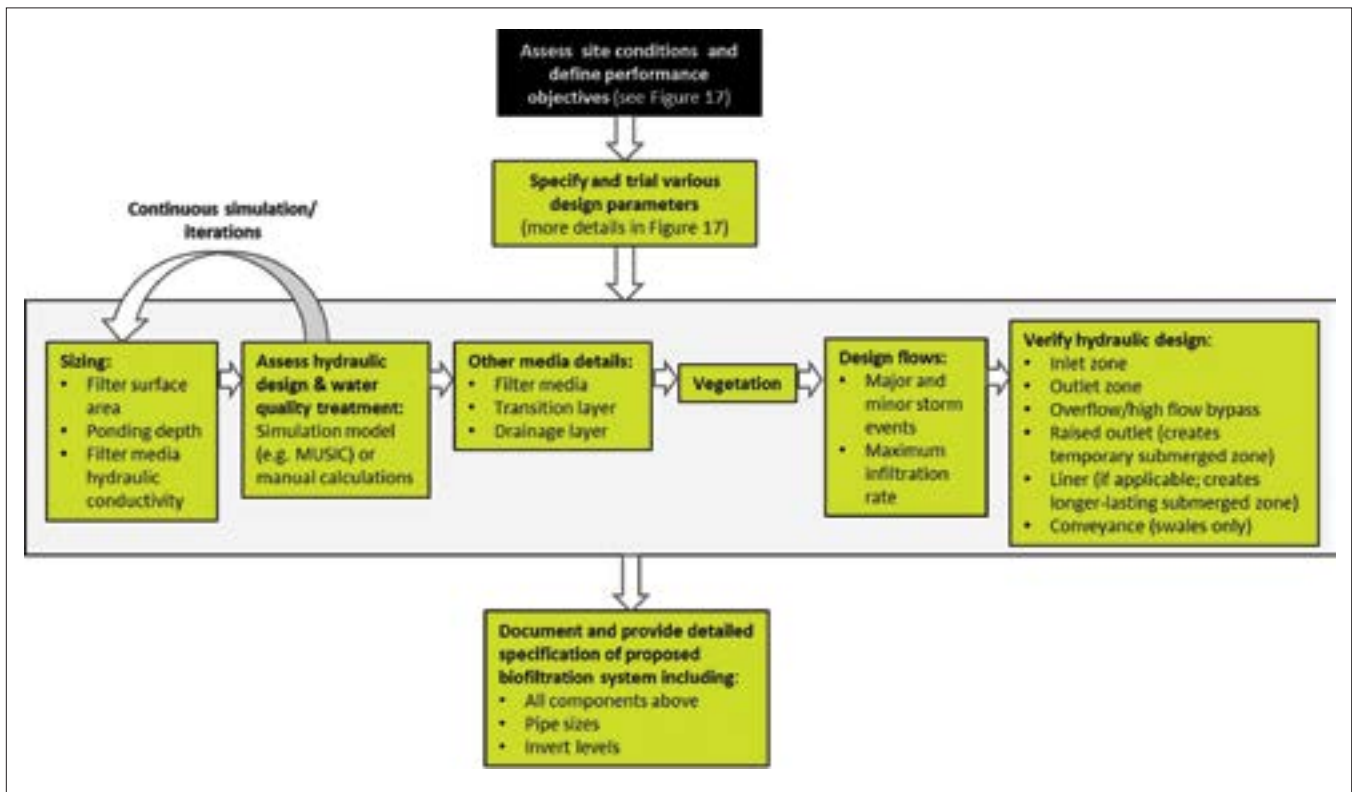 Assess site conditions and
define performance
objectives (see Figure 17)
Specify and trial various
design parameters
(more details in Figure 17)
Continuous simulation/
iterations
Sizing:
• Filter surface
area
• Ponding depth
• Filter media
hydraulic
conductivity
Assess hydraulic
design & water
quality treatment:
Simulation model
(e.g. MUSIC) or
manual calculations
Other media details:
• Filter media
• Transition layer
• Drainage layer
Vegetation
Design flows:
• Major and
minor storm
events
• Maximum
infiltration
rate
Verify hydraulic design:
• Inlet zone
• Outlet zone
• Overflow/high flow bypass
• Raised outlet (creates
temporary submerged zone)
• Liner (if applicable; creates
longer-lasting submerged zone)
• Conveyance (swales only)
Document and provide detailed
specification of proposed
biofiltration system including:
• All components above
• Pipe sizes
• Invert levels